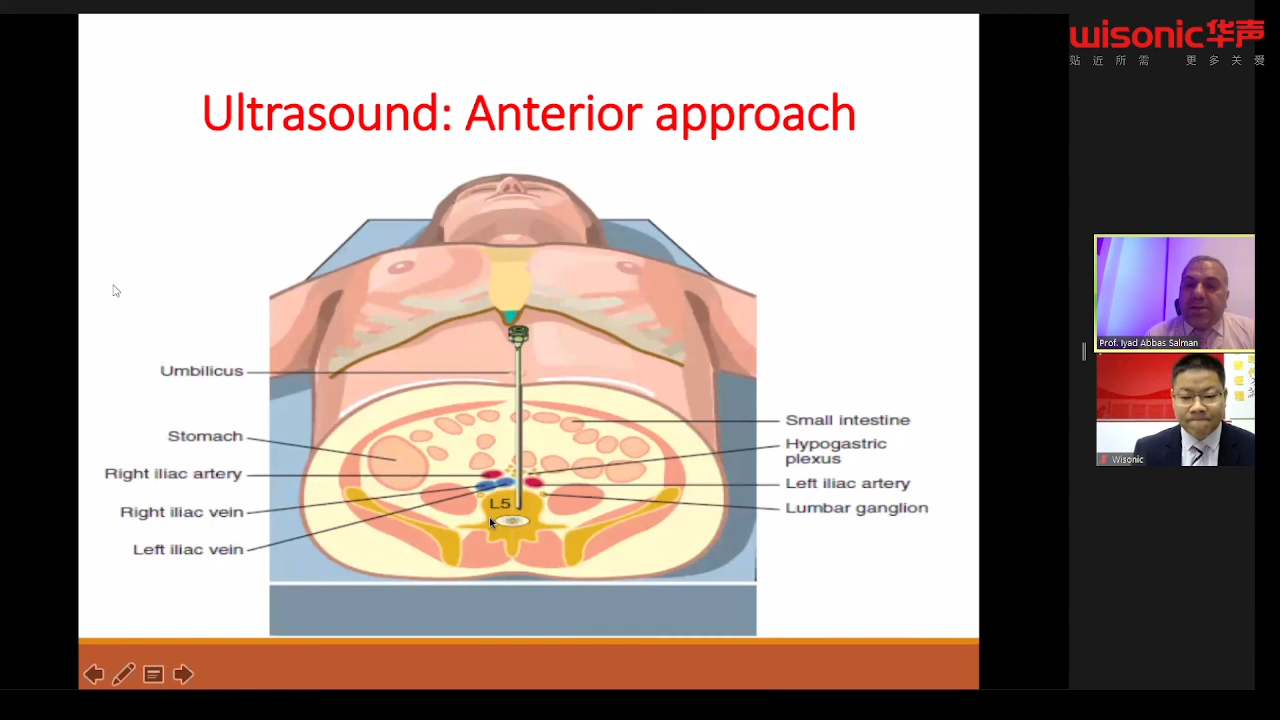 wisonic华声
贴近所需 更多关爱
Ultrasound: Anterior approach
Umbilicus
Stomach
Right iliac artery
Right iliac vein
Left iliac vein
L5
Small intestine
Hypogastric
plexus
Left iliac artery
Lumbar ganglion
Prof. Iyad Abbas Salman
Wisonic